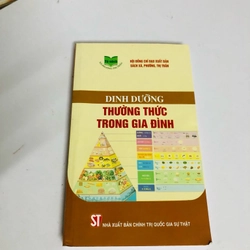 HỘI ĐỒNG CHỈ ĐẠO XUẤT BẢN
SÁCH XÃ, PHƯỜNG, THỊ TRẤN
DINH DƯỠNG
THƯỜNG THỨC
TRONG GIA ĐÌNH
ST NHÀ XUẤT BẢN CHÍNH TRỊ QUỐC GIA SỰ THẬT